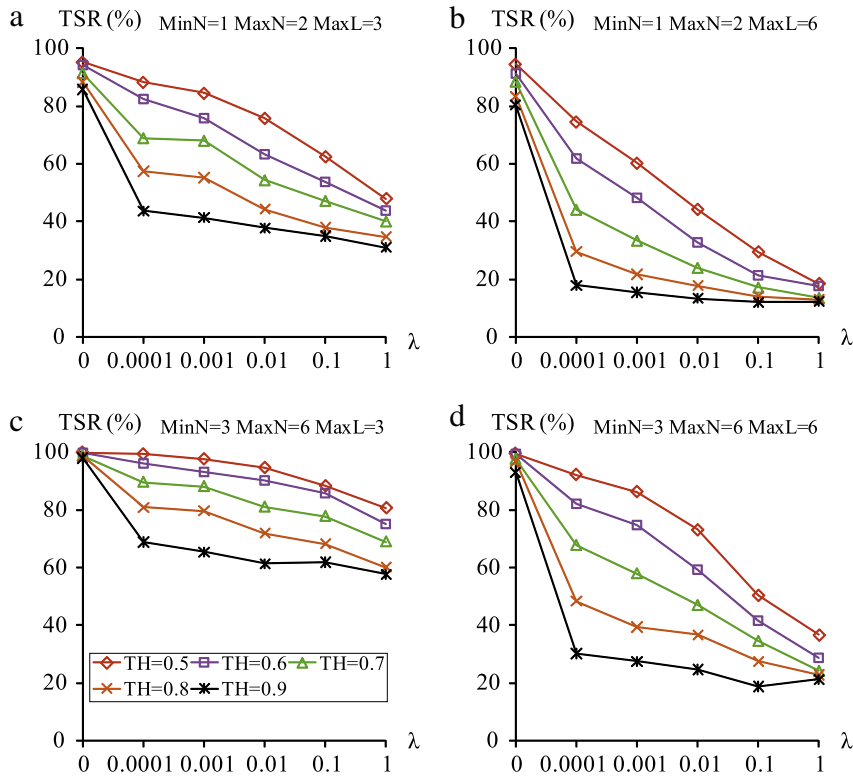 a
TSR (%) MinN=1 MaxN=2 MaxL=3
100
80
60
40
20
0
0 0.0001 0.001 0.01 0.1 1
λ
b
TSR (%) MinN=1 MaxN=2 MaxL=6
100
80
60
40
20
0
0 0.0001 0.001 0.01 0.1 1
λ
c
TSR (%) MinN=3 MaxN=6 MaxL=3
100
80
60
40
20
0
TH=0.5 TH=0.6 TH=0.7
TH=0.8 TH=0.9
0 0.0001 0.001 0.01 0.1 1
λ
d
TSR (%) MinN=3 MaxN=6 MaxL=6
100
80
60
40
20
0
0 0.0001 0.001 0.01 0.1 1
λ